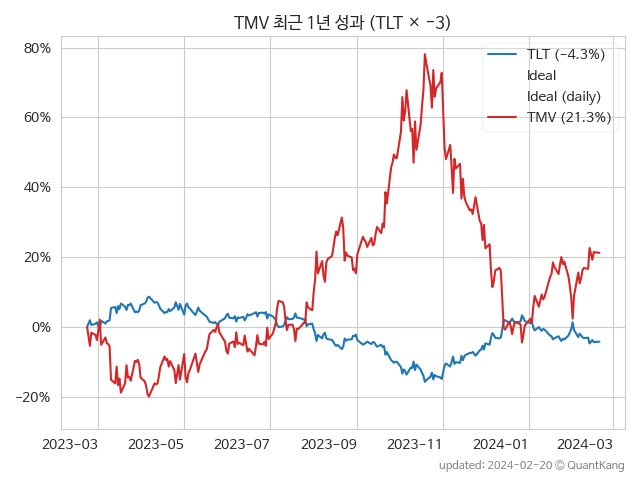 TMV 최근 1년 성과 (TLT × −3)
TLT (−4.3%)
Ideal
Ideal (daily)
TMV (21.3%)
80%
60%
40%
20%
0%
−20%
2023−03
2023−05
2023−07
2023−09
2023−11
2024−01
2024−03
updated: 2024−02−20 © QuantKang